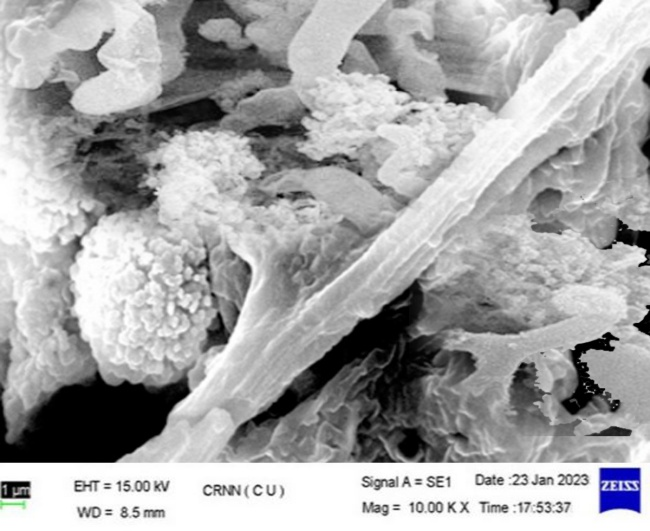 1 µm
EHT = 15.00 kV
WD = 8.5 mm
CRNN ( C U )
Signal A = SE1
Mag = 10.00 K X
Date :23 Jan 2023
Time :17:53:37
ZEISS